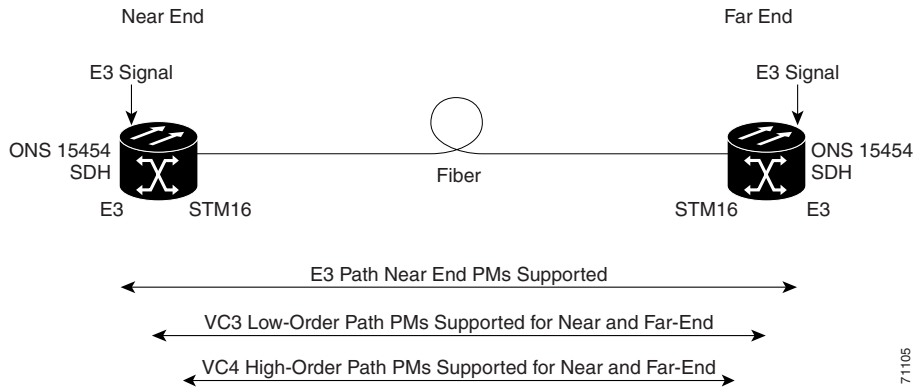 Near End
Far End
E3 Signal
E3 Signal
ONS 15454
SDH
ONS 15454
SDH
Fiber
E3
STM16
STM16
E3
E3 Path Near End PMs Supported
VC3 Low-Order Path PMs Supported for Near and Far-End
VC4 High-Order Path PMs Supported for Near and Far-End
71105